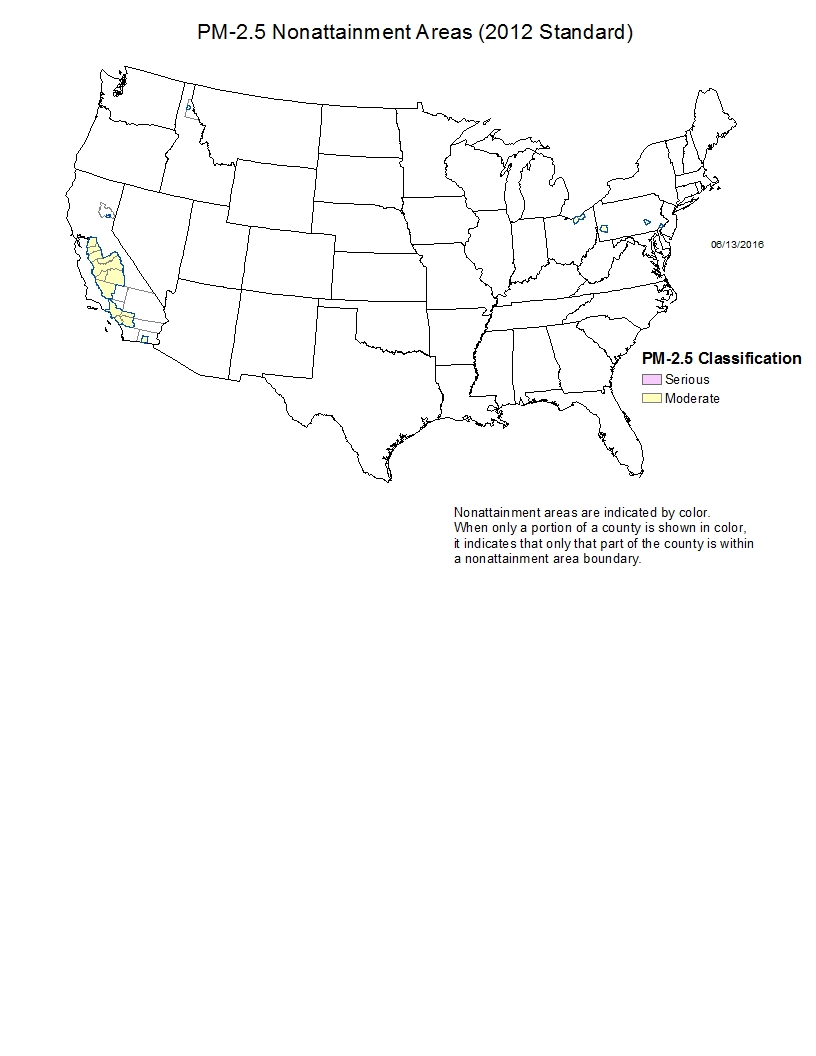 PM-2.5 Nonattainment Areas (2012 Standard)
06/13/2016
PM-2.5 Classification
Serious
Moderate
Nonattainment areas are indicated by color.
When only a portion of a county is shown in color,
it indicates that only that part of the county is within
a nonattainment area boundary.